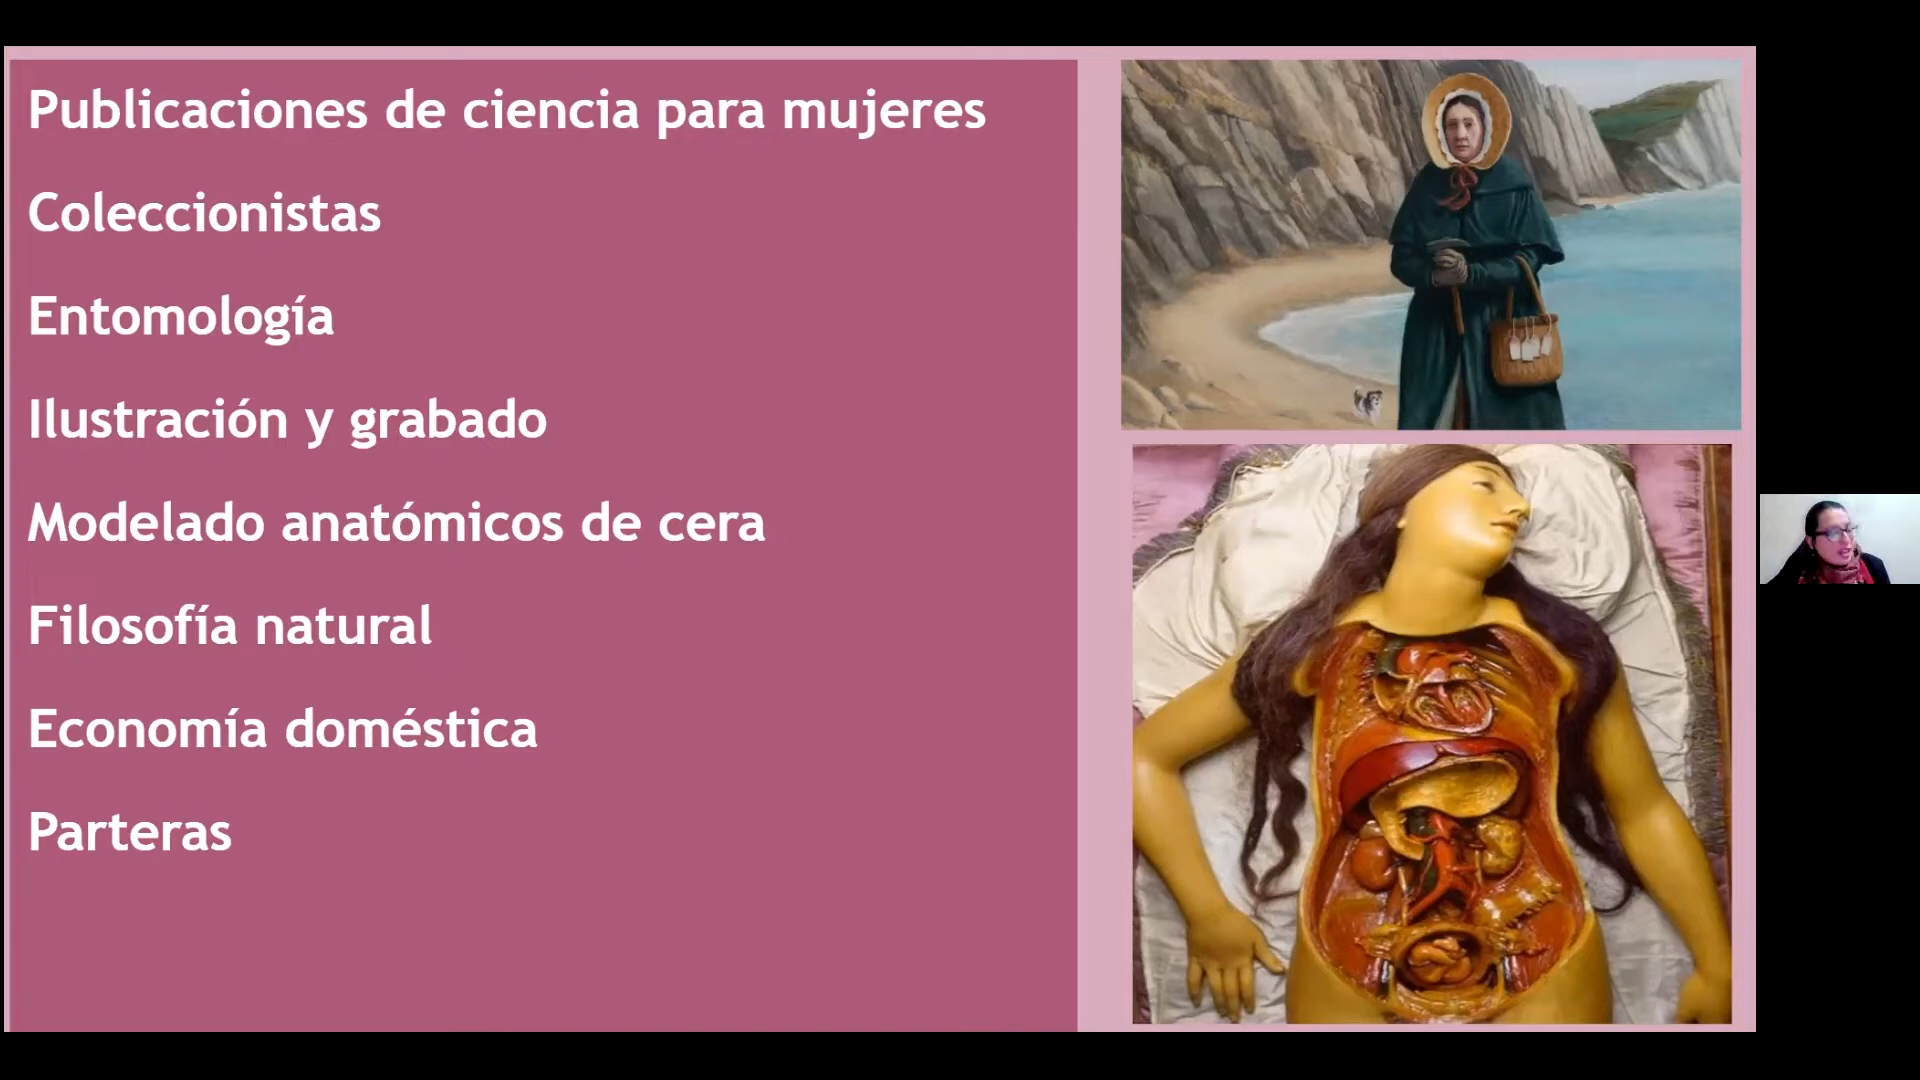 Publicaciones de ciencia para mujeres
Coleccionistas
Entomología
Ilustración y grabado
Modelado anatómicos de cera
Filosofía natural
Economía doméstica
Parteras